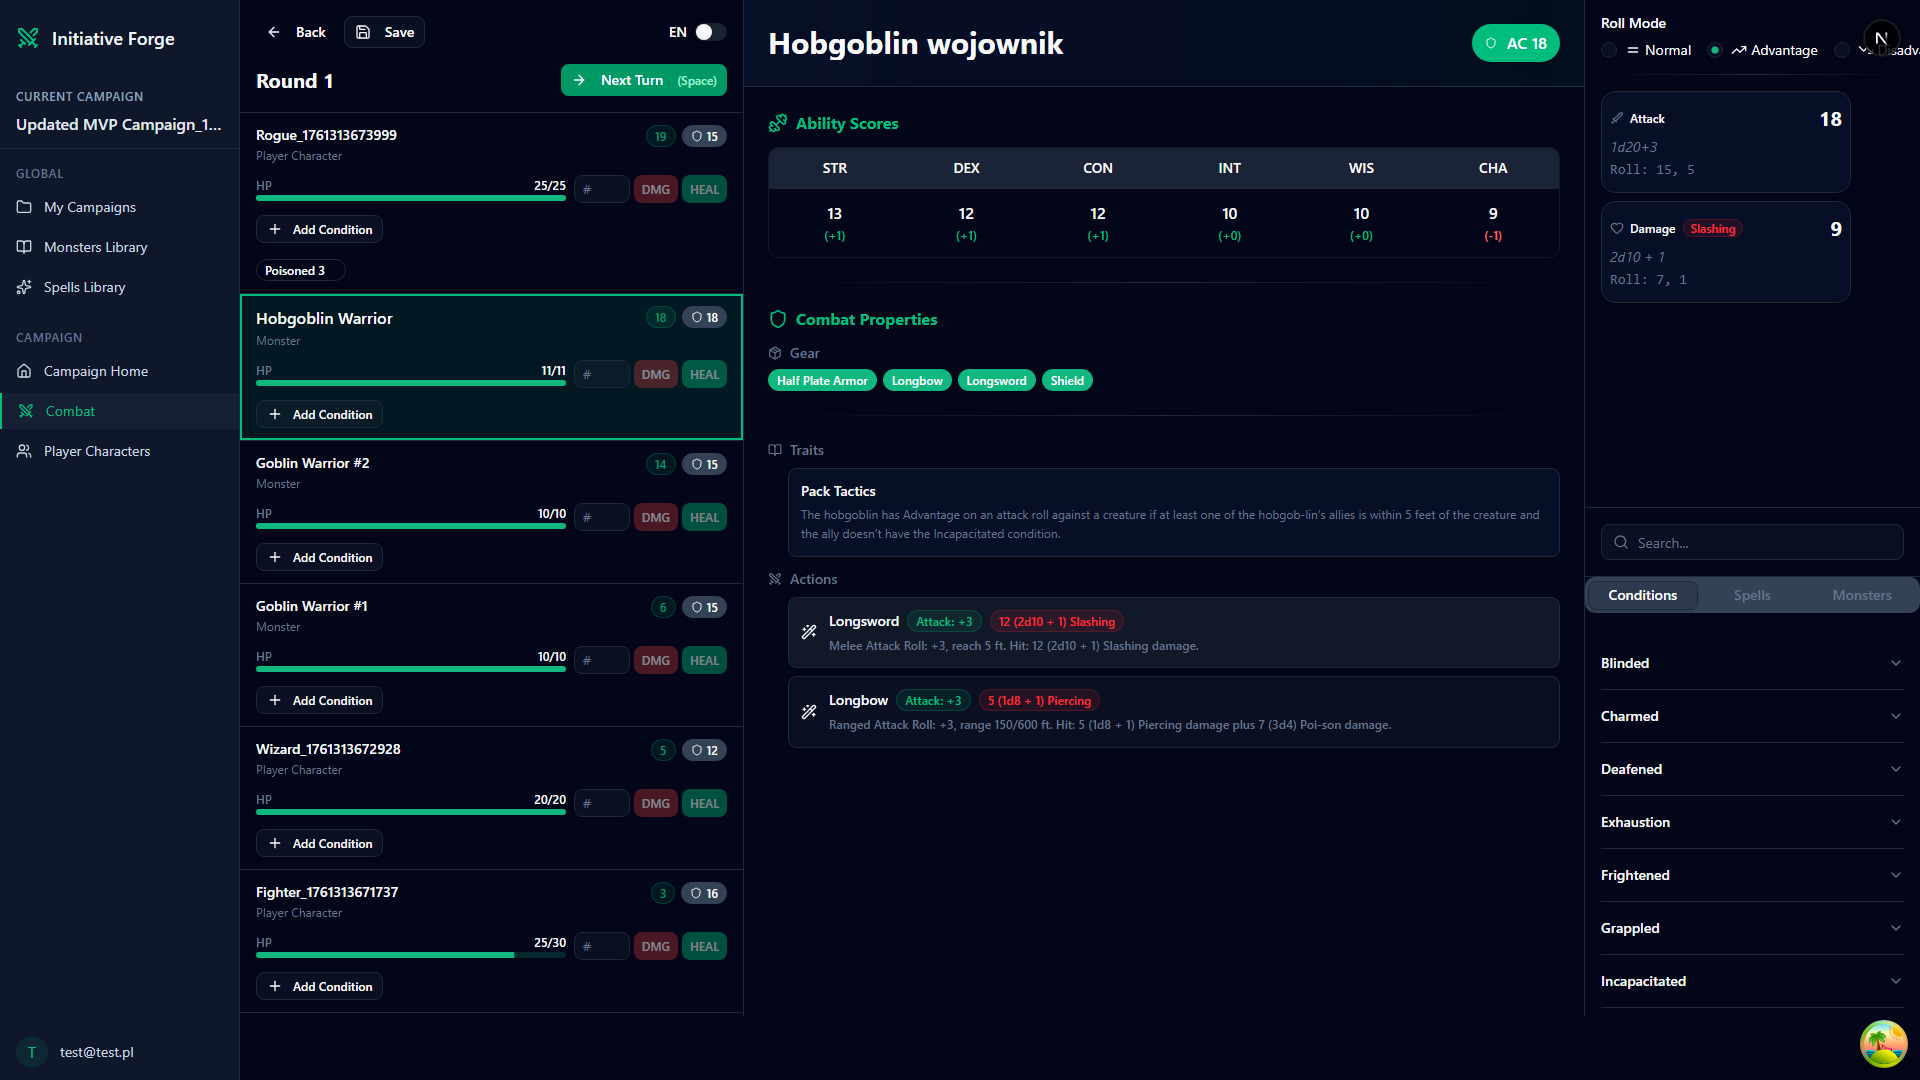 Initiative Forge
CURRENT CAMPAIGN
Updated MVP Campaign_1...
GLOBAL
My Campaigns
Monsters Library
Spells Library
CAMPAIGN
Campaign Home
Combat
Player Characters
T test@test.pl
Back Save EN
Round 1 Next Turn (Space)
Rogue_1761313673999 19 15
Player Character
HP 25/25 # DMG HEAL
Add Condition
Poisoned 3
Hobgoblin Warrior 18 18
Monster
HP 11/11 # DMG HEAL
Add Condition
Goblin Warrior #2 14 15
Monster
HP 10/10 # DMG HEAL
Add Condition
Goblin Warrior #1 6 15
Monster
HP 10/10 # DMG HEAL
Add Condition
Wizard_1761313672928 5 12
Player Character
HP 20/20 # DMG HEAL
Add Condition
Fighter_1761313671737 3 16
Player Character
HP 25/30 # DMG HEAL
Add Condition
Hobgoblin wojownik AC 18
Ability Scores
STR DEX CON INT WIS CHA
13 12 12 10 10 9
(+1) (+1) (+1) (+0) (+0) (-1)
Combat Properties
Gear
Half Plate Armor Longbow Longsword Shield
Traits
Pack Tactics
The hobgoblin has Advantage on an attack roll against a creature if at least one of the hobgob-lin's allies is within 5 feet of the creature and
the ally doesn't have the Incapacitated condition.
Actions
Longsword Attack: +3 12 (2d10 + 1) Slashing
Melee Attack Roll: +3, reach 5 ft. Hit: 12 (2d10 + 1) Slashing damage.
Longbow Attack: +3 5 (1d8 + 1) Piercing
Ranged Attack Roll: +3, range 150/600 ft. Hit: 5 (1d8 + 1) Piercing damage plus 7 (3d4) Poi-son damage.
Roll Mode
Normal Advantage Disadva
N
Attack 18
1d20+3
Roll: 15, 5
Damage Slashing 9
2d10 + 1
Roll: 7, 1
Search...
Conditions Spells Monsters
Blinded
Charmed
Deafened
Exhaustion
Frightened
Grappled
Incapacitated